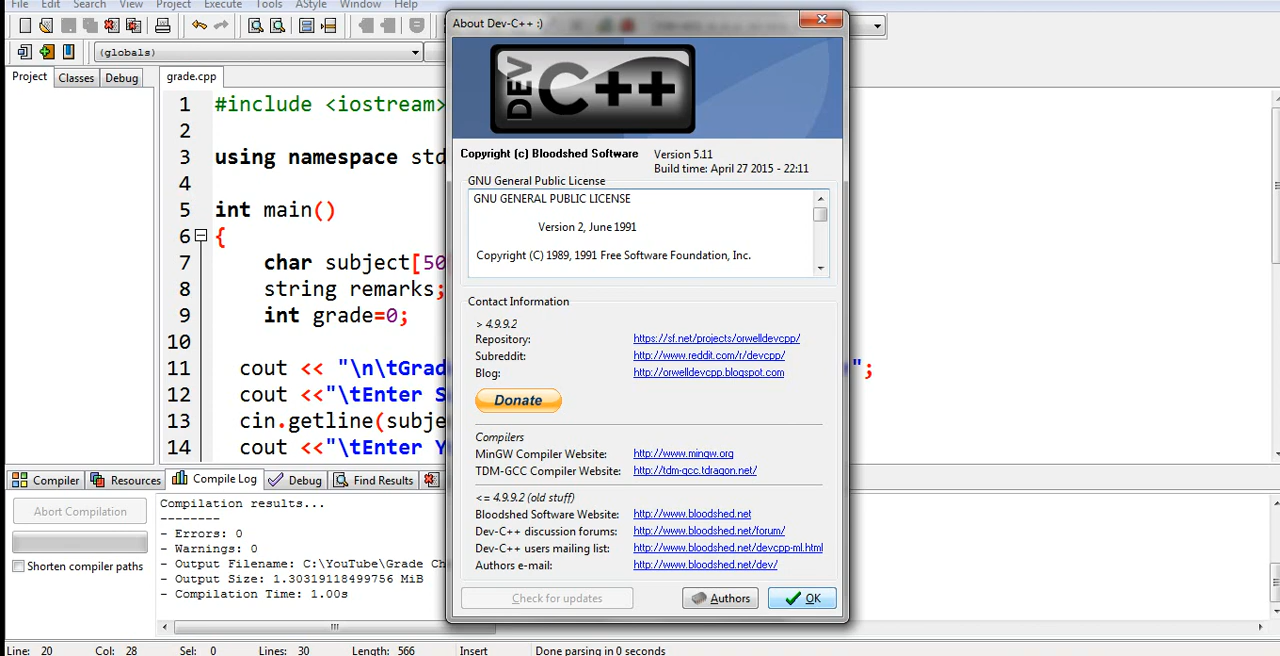 File Edit Search View Project Execute Tools AStyle Window Help
(globals)
Project Classes Debug
grade.cpp
1 #include <iostream>
2
3 using namespace std
4
5 int main()
6 {
7 char subject[50
8 string remarks;
9 int grade=0;
10
11 cout << "\n\tGrad ";
12 cout <<"\tEnter S
13 cin.getline(subje
14 cout <<"\tEnter Y
About Dev-C++ :)
DEV C++
Copyright (c) Bloodshed Software
Version 5.11
Build time: April 27 2015 - 22:11
GNU General Public License
GNU GENERAL PUBLIC LICENSE
Version 2, June 1991
Copyright (C) 1989, 1991 Free Software Foundation, Inc.
Contact Information
> 4.9.9.2
Repository: https://sf.net/projects/orwelldevcpp/
Subreddit: http://www.reddit.com/r/devcpp/
Blog: http://orwelldevcpp.blogspot.com
Donate
Compilers
MinGW Compiler Website: http://www.mingw.org
TDM-GCC Compiler Website: http://tdm-gcc.tdragon.net/
<= 4.9.9.2 (old stuff)
Bloodshed Software Website: http://www.bloodshed.net
Dev-C++ discussion forums: http://www.bloodshed.net/forum/
Dev-C++ users mailing list: http://www.bloodshed.net/devcpp-ml.html
Authors e-mail: http://www.bloodshed.net/dev/
Check for updates Authors OK
Compiler Resources Compile Log Debug Find Results
Abort Compilation
Shorten compiler paths
Compilation results...
--------
- Errors: 0
- Warnings: 0
- Output Filename: C:\YouTube\Grade Ch
- Output Size: 1.30319118499756 MiB
- Compilation Time: 1.00s
Line: 20 Col: 28 Sel: 0 Lines: 30 Length: 566 Insert Done parsing in 0 seconds